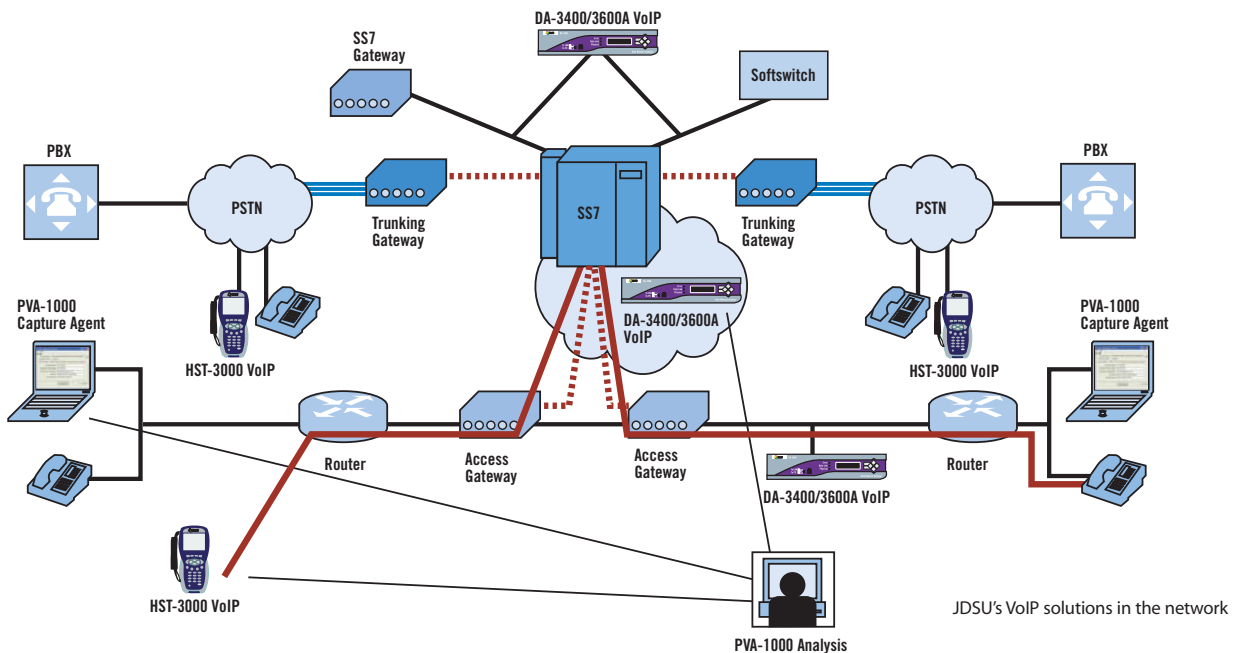 DA-3400/3600A VoIP
SS7
Gateway
Softswitch
PBX
PSTN
Trunking
Gateway
SS7
Trunking
Gateway
PSTN
PBX
PVA-1000
Capture Agent
HST-3000 VoIP
DA-3400/3600A
VoIP
HST-3000 VoIP
PVA-1000
Capture Agent
Router
Access
Gateway
Access
Gateway
DA-3400/3600A VoIP
Router
HST-3000 VoIP
PVA-1000 Analysis
JDSU's VoIP solutions in the network